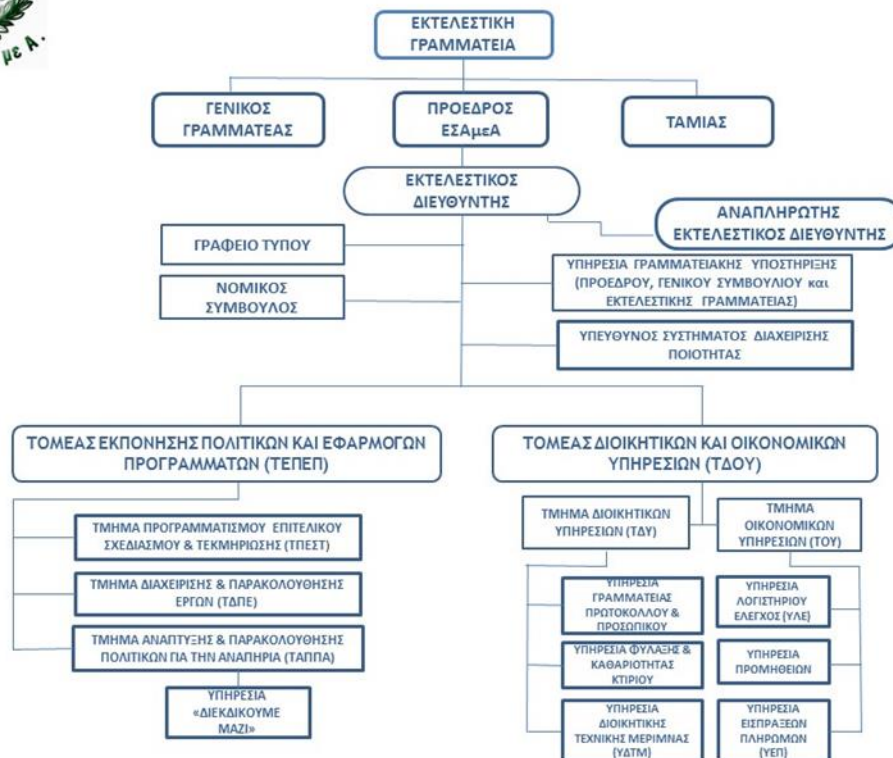 με Α.
ΕΚΤΕΛΕΣΤΙΚΗ
ΓΡΑΜΜΑΤΕΙΑ
ΓΕΝΙΚΟΣ
ΓΡΑΜΜΑΤΕΑΣ
ΠΡΟΕΔΡΟΣ
ΕΣΑμεΑ
ΤΑΜΙΑΣ
ΕΚΤΕΛΕΣΤΙΚΟΣ
ΔΙΕΥΘΥΝΤΗΣ
ΑΝΑΠΛΗΡΩΤΗΣ
ΕΚΤΕΛΕΣΤΙΚΟΣ ΔΙΕΥΘΥΝΤΗΣ
ΓΡΑΦΕΙΟ ΤΥΠΟΥ
ΥΠΗΡΕΣΙΑ ΓΡΑΜΜΑΤΕΙΑΚΗΣ ΥΠΟΣΤΗΡΙΞΗΣ
(ΠΡΟΕΔΡΟΥ, ΓΕΝΙΚΟΥ ΣΥΜΒΟΥΛΙΟΥ και
ΕΚΤΕΛΕΣΤΙΚΗΣ ΓΡΑΜΜΑΤΕΙΑΣ)
ΝΟΜΙΚΟΣ
ΣΥΜΒΟΥΛΟΣ
ΥΠΕΥΘΥΝΟΣ ΣΥΣΤΗΜΑΤΟΣ ΔΙΑΧΕΙΡΙΣΗΣ
ΠΟΙΟΤΗΤΑΣ
ΤΟΜΕΑΣ ΕΚΠΟΝΗΣΗΣ ΠΟΛΙΤΙΚΩΝ ΚΑΙ ΕΦΑΡΜΟΓΩΝ
ΠΡΟΓΡΑΜΜΑΤΩΝ (ΤΕΠΕΠ)
ΤΜΗΜΑ ΠΡΟΓΡΑΜΜΑΤΙΣΜΟΥ ΕΠΙΤΕΛΙΚΟΥ
ΣΧΕΔΙΑΣΜΟΥ & ΤΕΚΜΗΡΙΩΣΗΣ (ΤΠΕΣΤ)
ΤΜΗΜΑ ΔΙΑΧΕΙΡΙΣΗΣ & ΠΑΡΑΚΟΛΟΥΘΗΣΗΣ
ΕΡΓΩΝ (ΤΔΠΕ)
ΤΜΗΜΑ ΑΝΑΠΤΥΞΗΣ & ΠΑΡΑΚΟΛΟΥΘΗΣΗΣ
ΠΟΛΙΤΙΚΩΝ ΓΙΑ ΤΗΝ ΑΝΑΠΗΡΙΑ (ΤΑΠΠΑ)
ΥΠΗΡΕΣΙΑ
«ΔΙΕΚΔΙΚΟΥΜΕ
ΜΑΖΙ»
ΤΟΜΕΑΣ ΔΙΟΙΚΗΤΙΚΩΝ ΚΑΙ ΟΙΚΟΝΟΜΙΚΩΝ
ΥΠΗΡΕΣΙΩΝ (ΤΔΟΥ)
ΤΜΗΜΑ ΔΙΟΙΚΗΤΙΚΩΝ
ΥΠΗΡΕΣΙΩΝ (ΤΔΥ)
ΤΜΗΜΑ
ΟΙΚΟΝΟΜΙΚΩΝ
ΥΠΗΡΕΣΙΩΝ (ΤΟΥ)
ΥΠΗΡΕΣΙΑ
ΓΡΑΜΜΑΤΕΙΑΣ
ΠΡΩΤΟΚΟΛΛΟΥ &
ΠΡΟΣΩΠΙΚΟΥ
ΥΠΗΡΕΣΙΑ ΦΥΛΑΞΗΣ &
ΚΑΘΑΡΙΟΤΗΤΑΣ
ΚΤΙΡΙΟΥ
ΥΠΗΡΕΣΙΑ
ΔΙΟΙΚΗΤΙΚΗΣ
ΤΕΧΝΙΚΗΣ ΜΕΡΙΜΝΑΣ
(ΥΔΤΜ)
ΥΠΗΡΕΣΙΑ
ΛΟΓΙΣΤΗΡΙΟΥ
ΕΛΕΓΧΟΣ (ΥΛΕ)
ΥΠΗΡΕΣΙΑ
ΠΡΟΜΗΘΕΙΩΝ
ΥΠΗΡΕΣΙΑ
ΕΙΣΠΡΑΞΕΩΝ
ΠΛΗΡΩΜΩΝ
(ΥΕΠ)